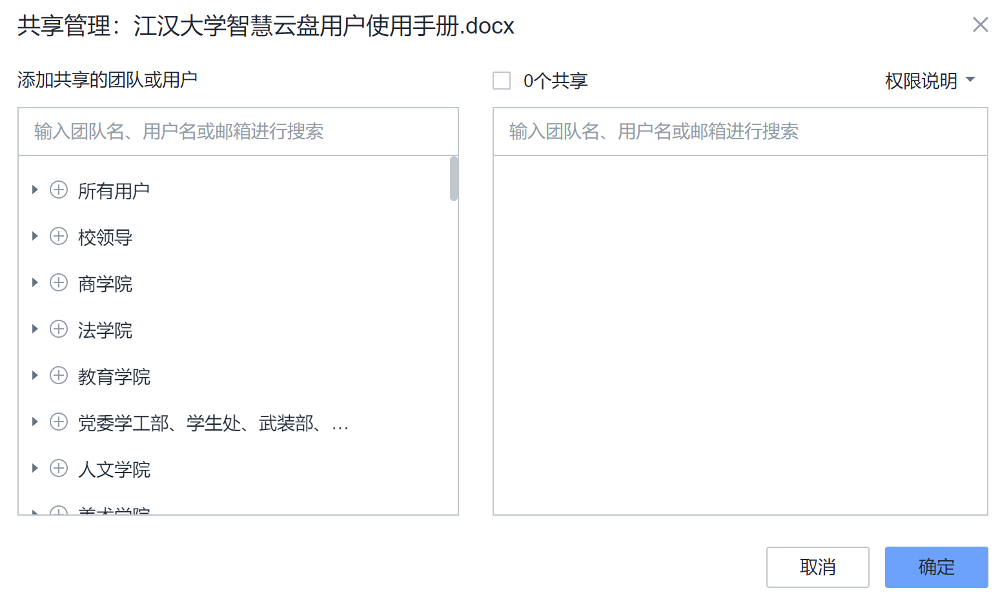 共享管理：江汉大学智慧云盘用户使用手册.docx
添加共享的团队或用户
0个共享
权限说明
输入团队名、用户名或邮箱进行搜索
输入团队名、用户名或邮箱进行搜索
所有用户
校领导
商学院
法学院
教育学院
党委学工部、学生处、武装部、...
人文学院
美术学院
取消
确定